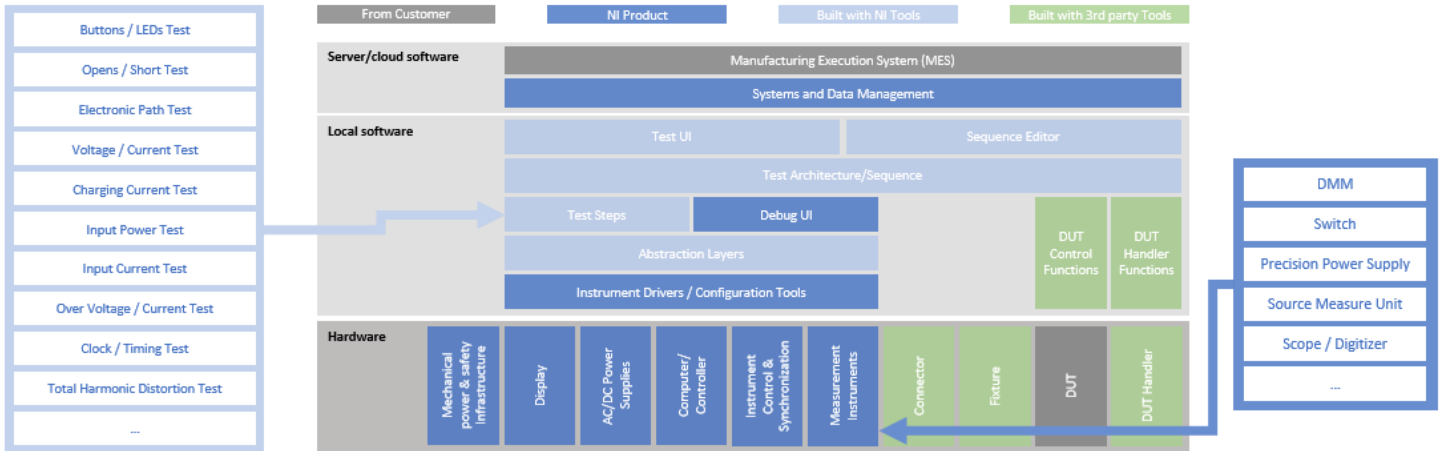 Buttons / LEDs Test
Opens / Short Test
Electronic Path Test
Voltage / Current Test
Charging Current Test
Input Power Test
Input Current Test
Over Voltage / Current Test
Clock / Timing Test
Total Harmonic Distortion Test
...
From Customer
NI Product
Built with NI Tools
Built with 3rd party Tools
Server/cloud software
Manufacturing Execution System (MES)
Systems and Data Management
Local software
Test UI
Sequence Editor
Test Architecture/Sequence
Test Steps
Debug UI
Abstraction Layers
Instrument Drivers / Configuration Tools
DUT
Control
Functions
DUT
Handler
Functions
Hardware
Mechanical
power & safety
Infrastructure
Display
AC/DC Power
Supplies
Computer/
Controller
Instrument
Control &
Synchronization
Measurement
Instruments
Connector
Fixture
DUT
DUT Handler
DMM
Switch
Precision Power Supply
Source Measure Unit
Scope / Digitizer
...